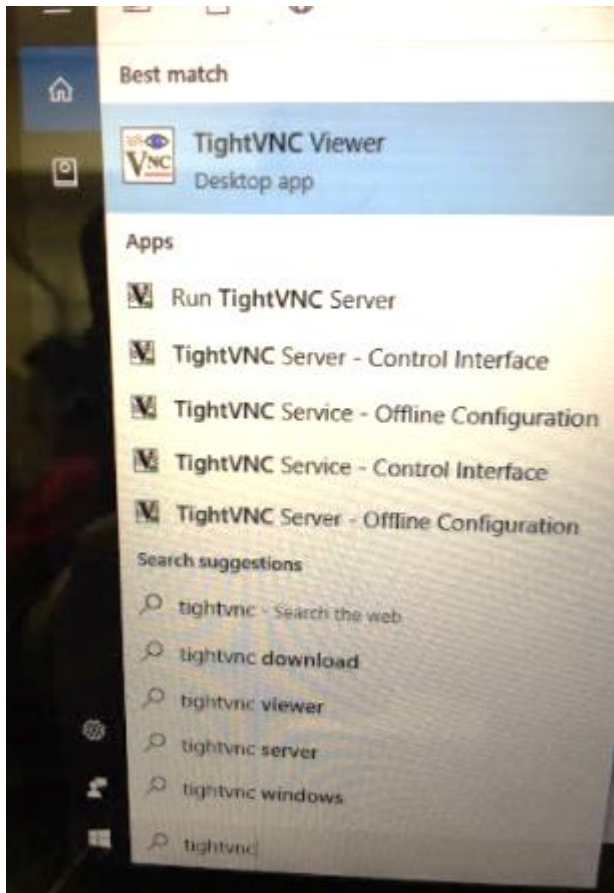 Best match
TightVNC Viewer
VNC
Desktop app
Apps
Run TightVNC Server
TightVNC Server - Control Interface
TightVNC Service - Offline Configuration
TightVNC Service - Control Interface
TightVNC Server - Offline Configuration
Search suggestions
tightvnc - Search the web
tightvnc download
tightvnc viewer
tightvnc server
tightvnc windows
tightvnc